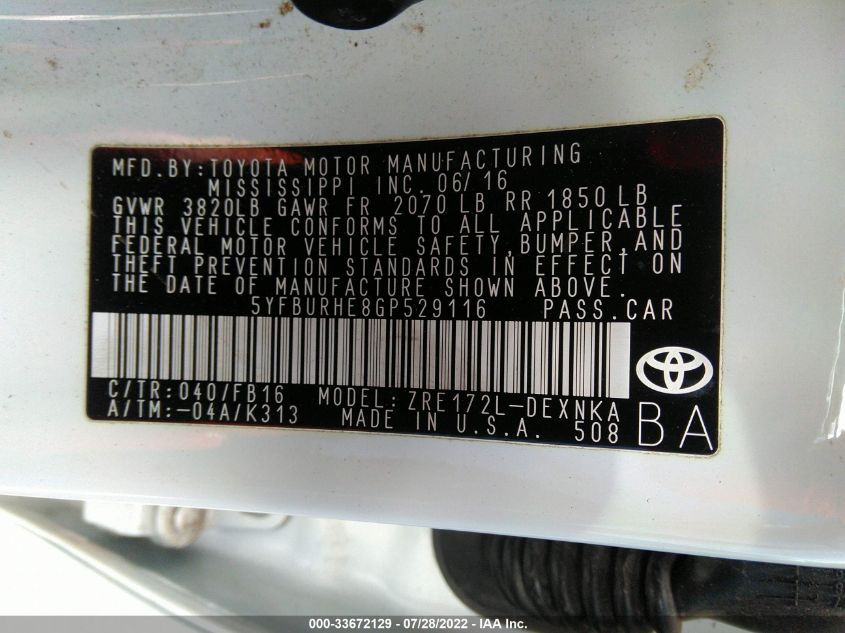 MFD.BY:TOYOTA MOTOR MANUFACTURING
MISSISSIPPI INC. 06/16
GVWR 3820LB GAWR FR 2070 LB RR 1850 LB
THIS VEHICLE CONFORMS TO ALL APPLICABLE
FEDERAL MOTOR VEHICLE SAFETY, BUMPER, AND
THEFT PREVENTION STANDARDS IN EFFECT ON
THE DATE OF MANUFACTURE SHOWN ABOVE.
5YFBURHE8GP529116 PASS.CAR
C/TR:040/FB16 MODEL:ZRE172L-DEXNKA
A/TM:-04A/K313 MADE IN U.S.A. 508
BA
000-33672129 - 07/28/2022 - IAA Inc.